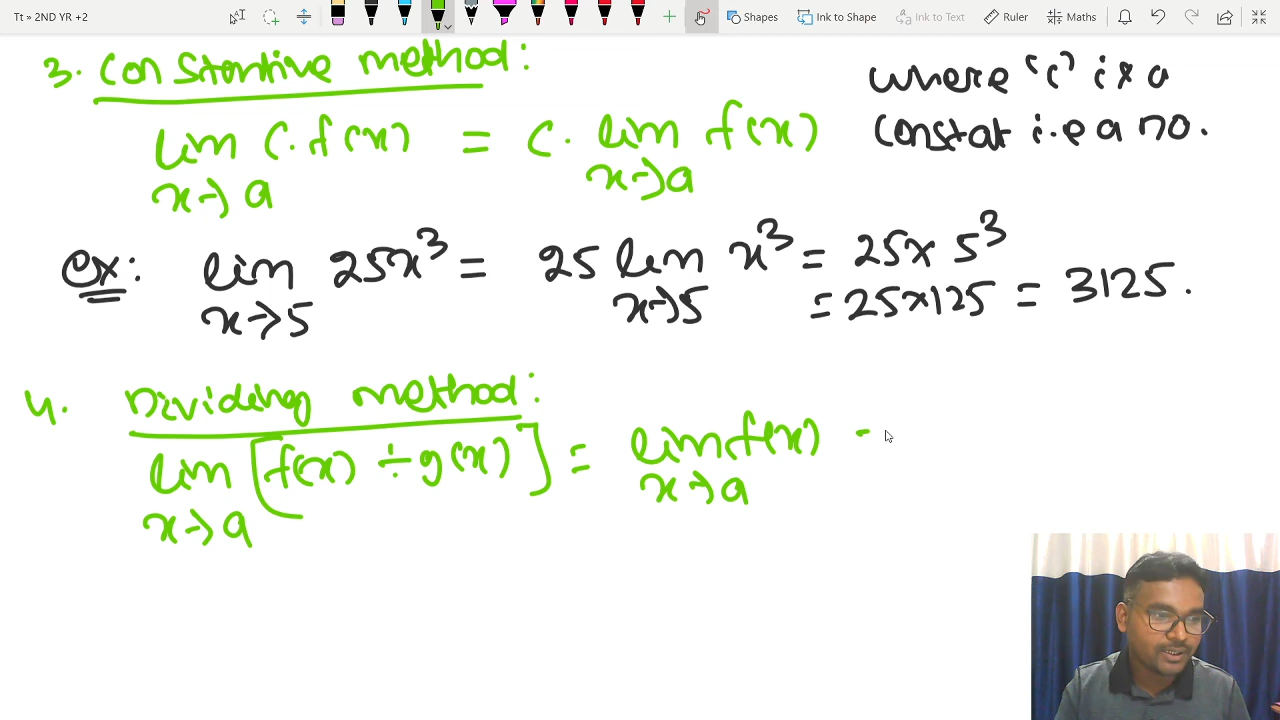 Tt » 2ND YR +2
Shapes Ink to Shape Ink to Text Ruler Maths
3. Constantive method:
lim C.f(x) = C. lim f(x)
x→a x→a
where 'c' is a
constat i.e a no.
ex: lim 25x³ = 25 lim x³ = 25x 5³
x→5 x→5 = 25x125 = 3125.
4. Dividing method:
lim [f(x) ÷ g(x)] = lim f(x) -
x→a x→a